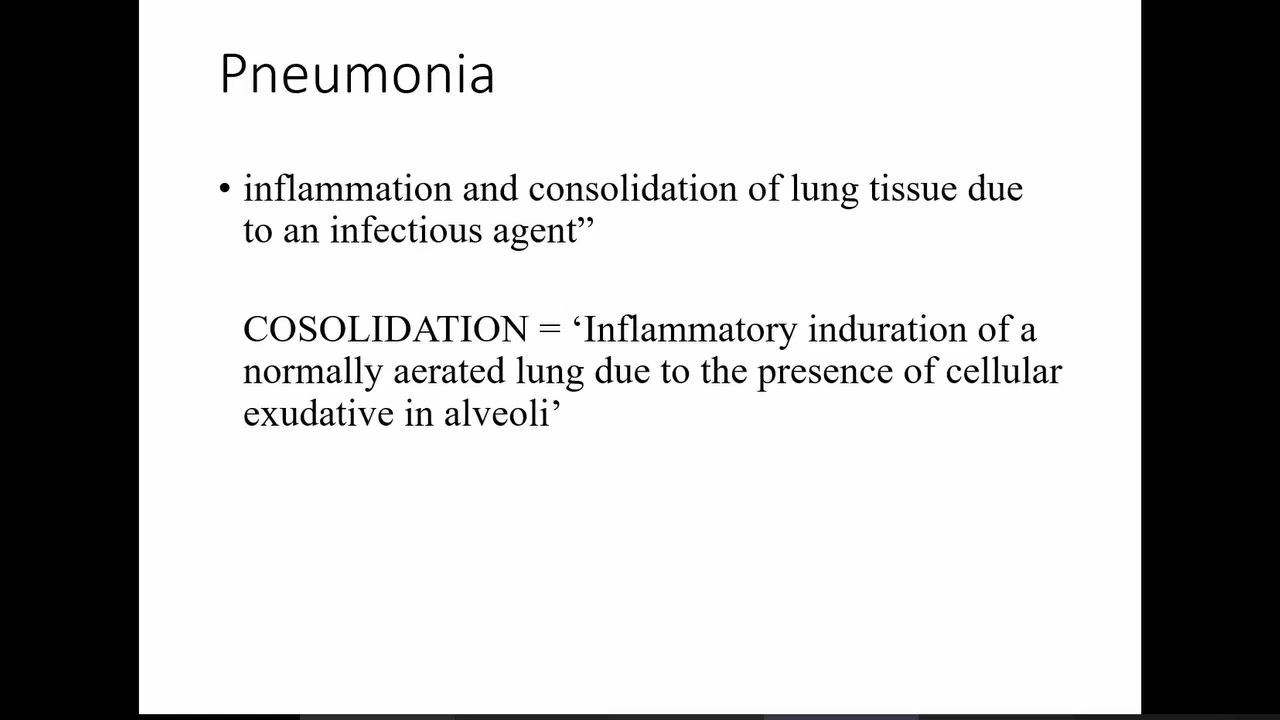 Pneumonia
• inflammation and consolidation of lung tissue due
to an infectious agent”
COSOLIDATION = ‘Inflammatory induration of a
normally aerated lung due to the presence of cellular
exudative in alveoli’